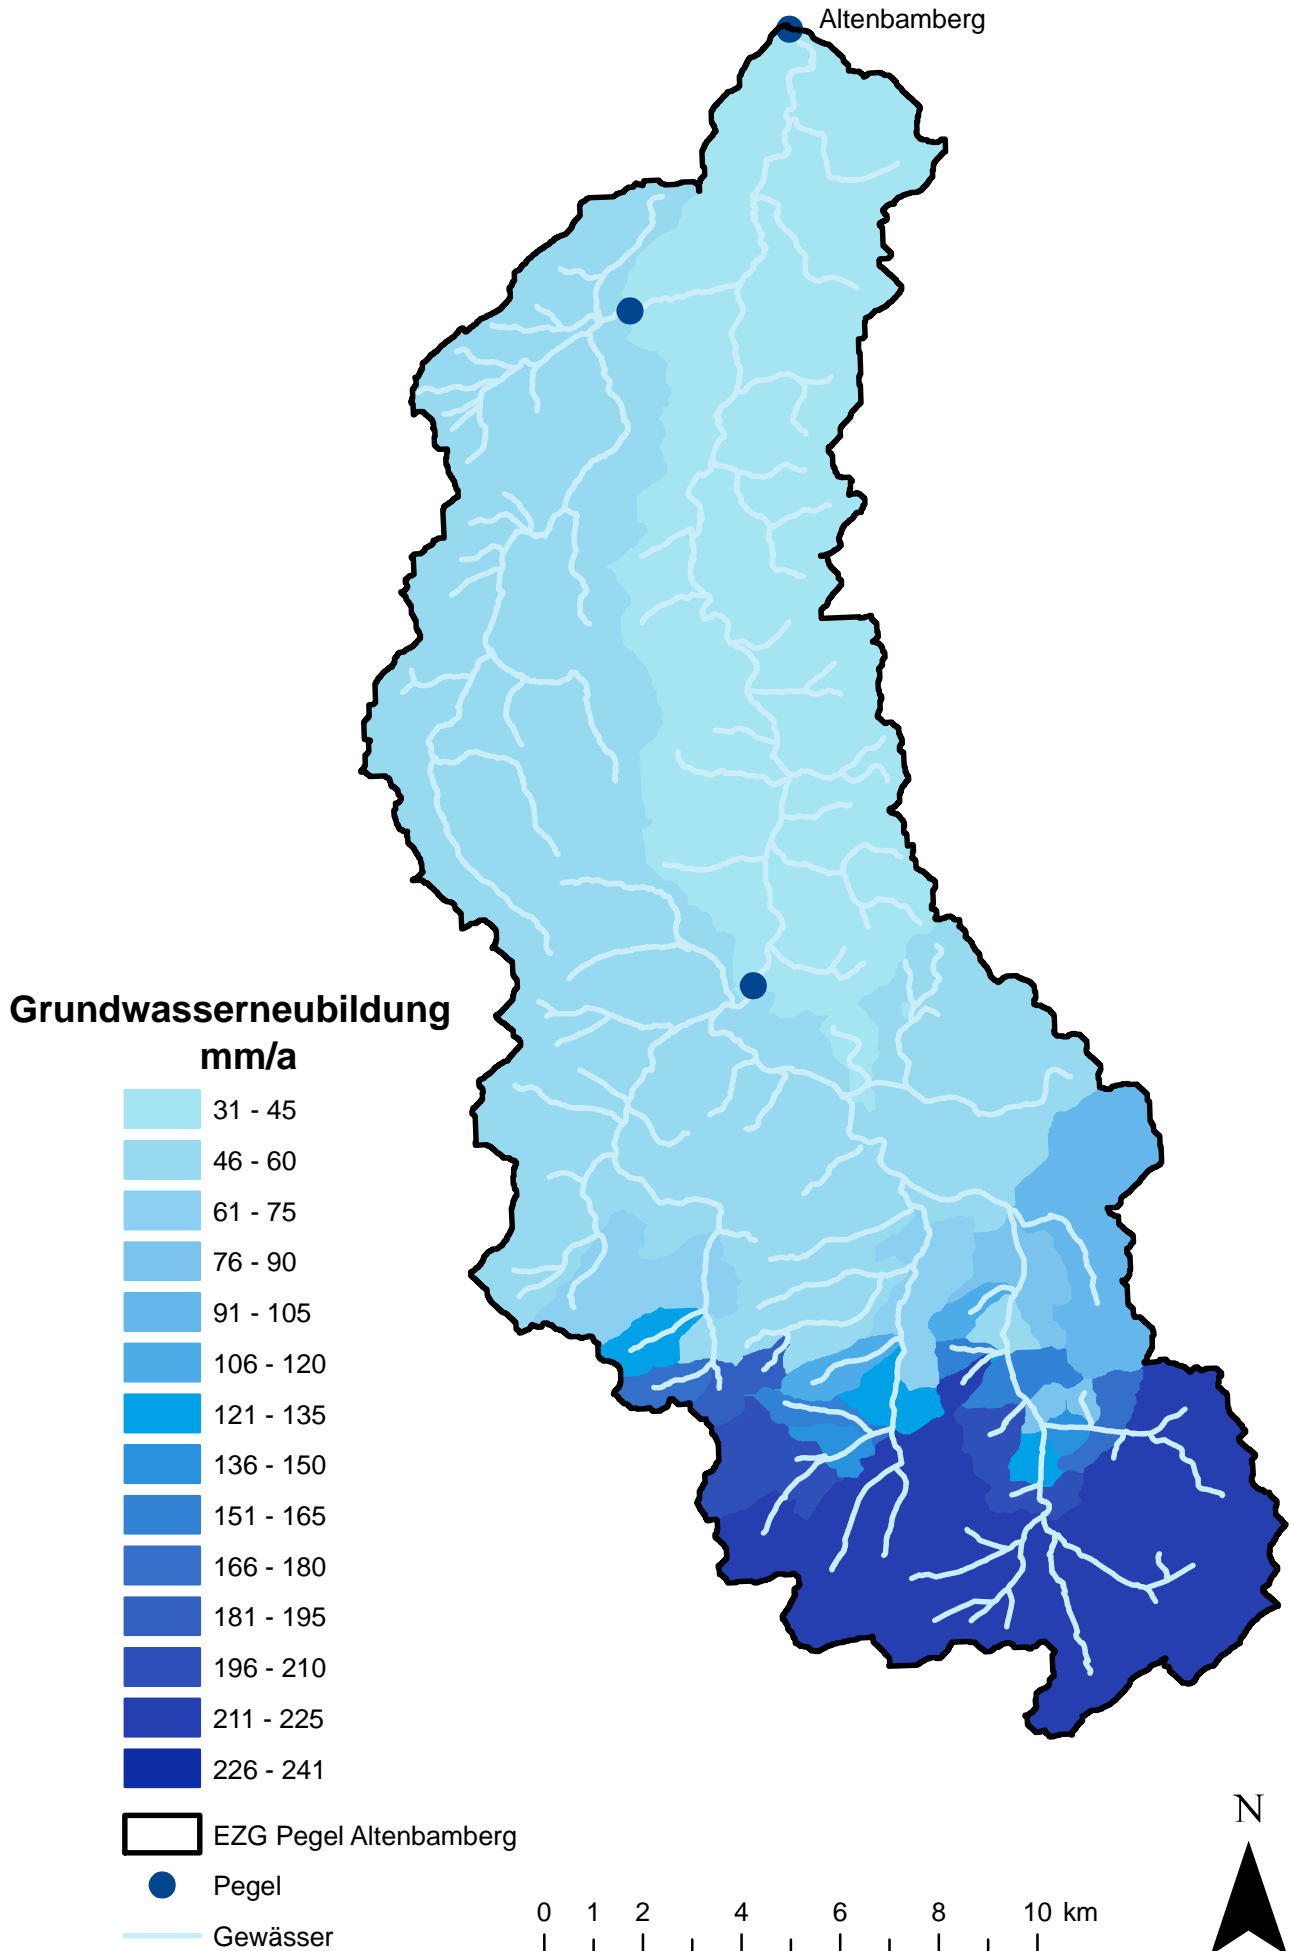 Altenbamberg
Grundwasserneubildung
mm/a
31 - 45
46 - 60
61 - 75
76 - 90
91 - 105
106 - 120
121 - 135
136 - 150
151 - 165
166 - 180
181 - 195
196 - 210
211 - 225
226 - 241
EZG Pegel Altenbamberg
Pegel
Gewässer
0 1 2 4 6 8 10 km
N